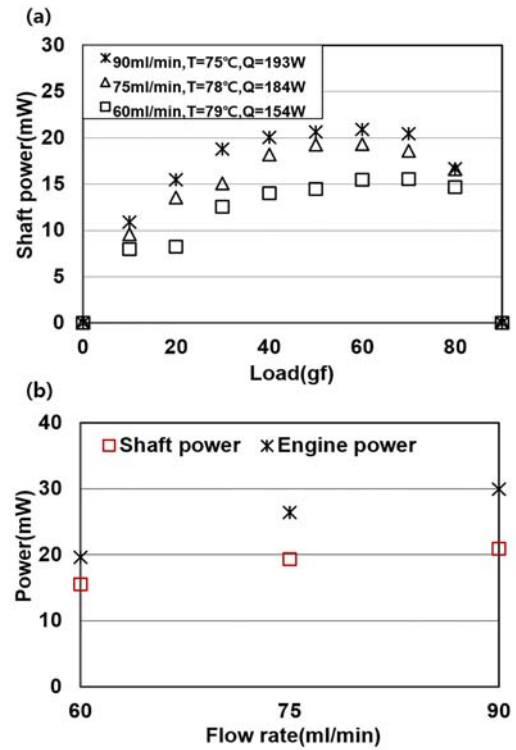 (a)
30
25
20
15
10
5
0
Shaft power(mW)
90ml/min,T=75℃,Q=193W
75ml/min,T=78℃,Q=184W
60ml/min,T=79℃,Q=154W
0 20 40 60 80
Load(gf)
(b)
40
30
20
10
0
Power(mW)
Shaft power Engine power
60 75 90
Flow rate(ml/min)